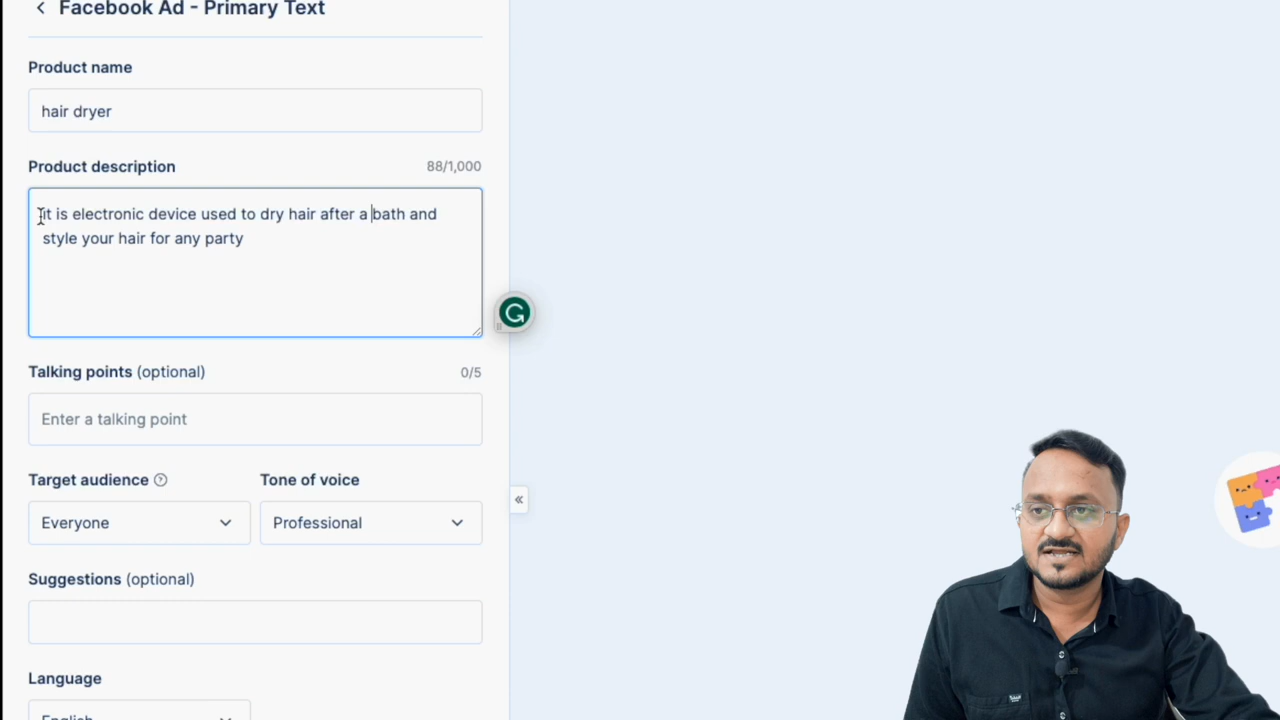 Facebook Ad - Primary Text
Product name
hair dryer
Product description 88/1,000
it is electronic device used to dry hair after a bath and
style your hair for any party
Talking points (optional) 0/5
Enter a talking point
Target audience Tone of voice
Everyone Professional
Suggestions (optional)
Language
English